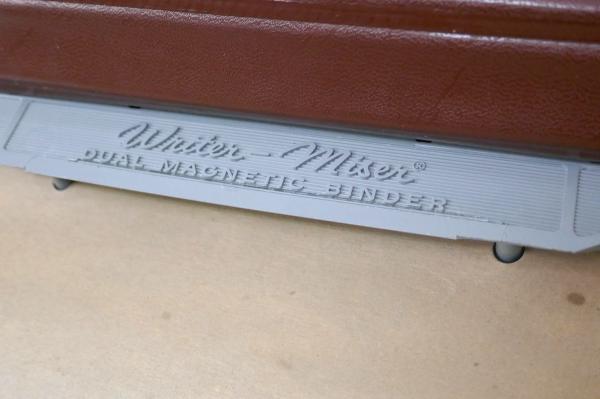 Writer-Miser®
DUAL MAGNETIC BINDER